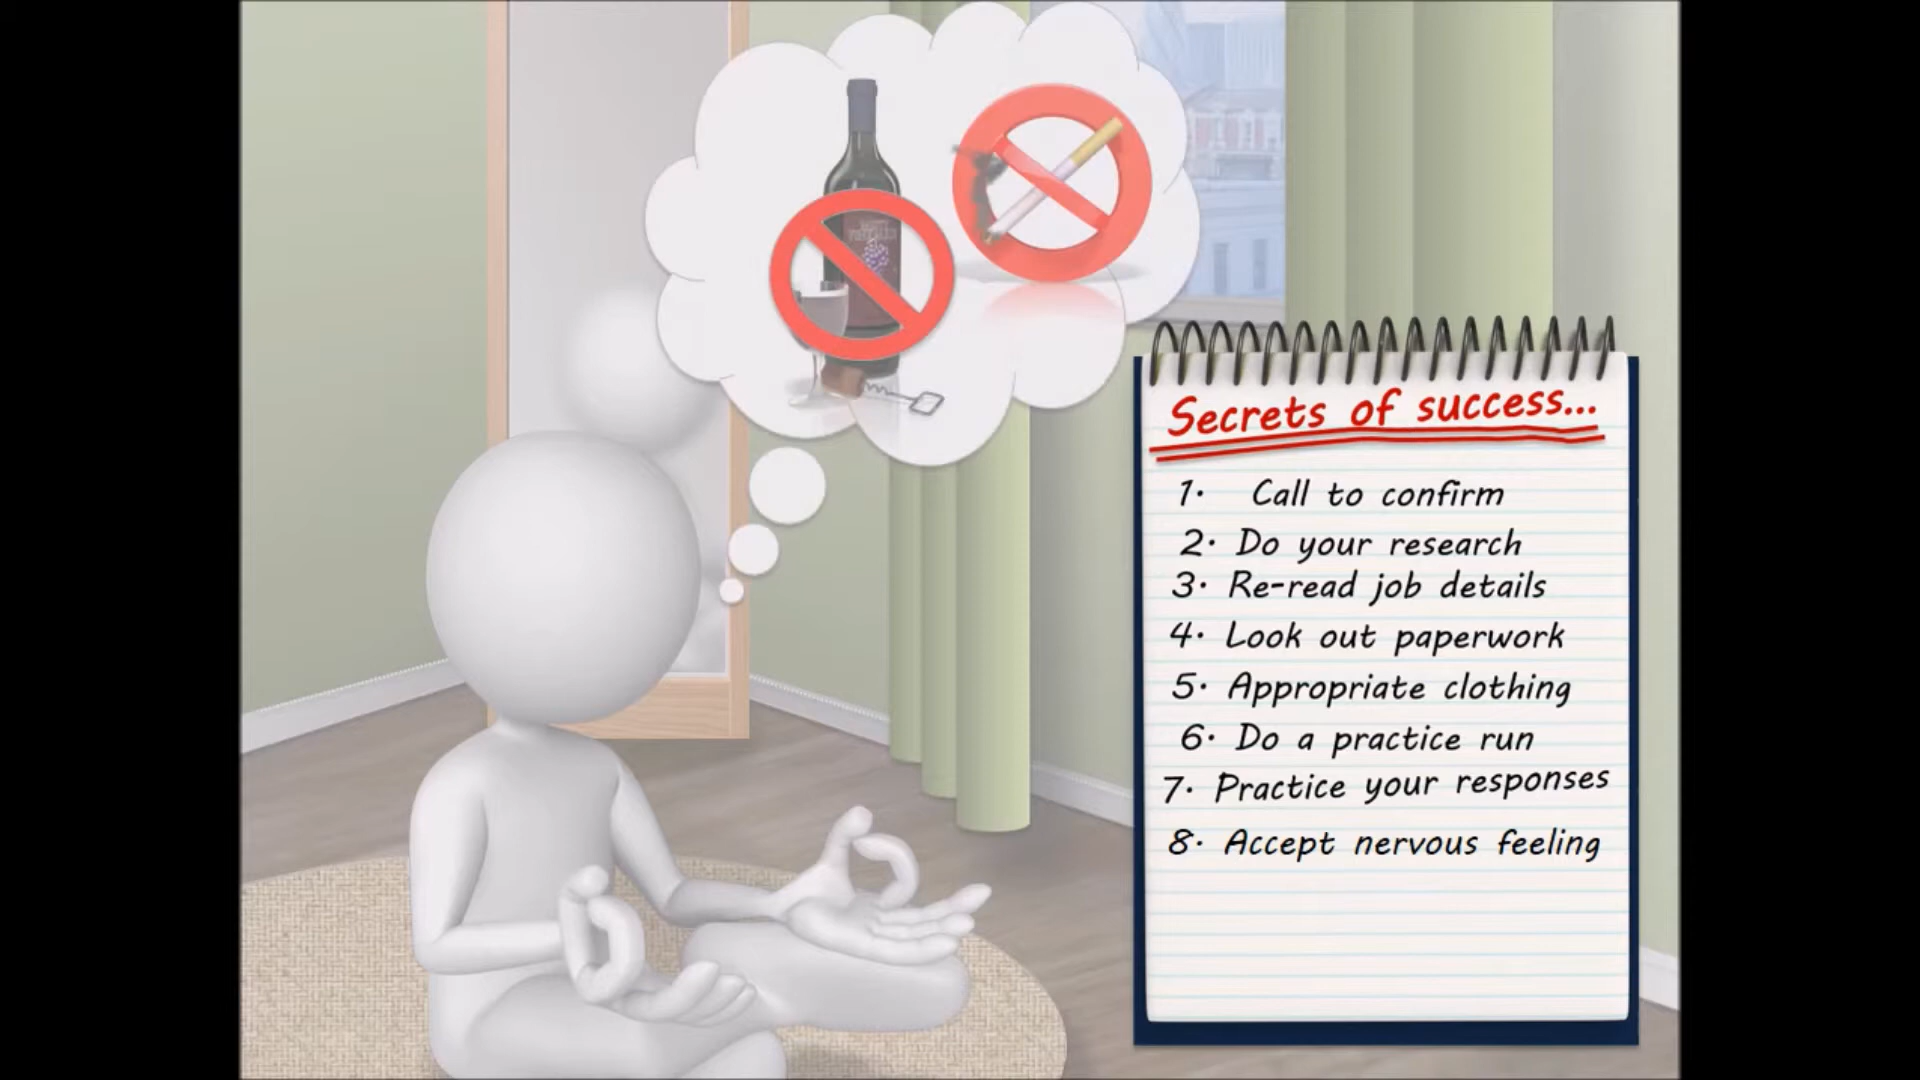 Secrets of success...
1. Call to confirm
2. Do your research
3. Re-read job details
4. Look out paperwork
5. Appropriate clothing
6. Do a practice run
7. Practice your responses
8. Accept nervous feeling